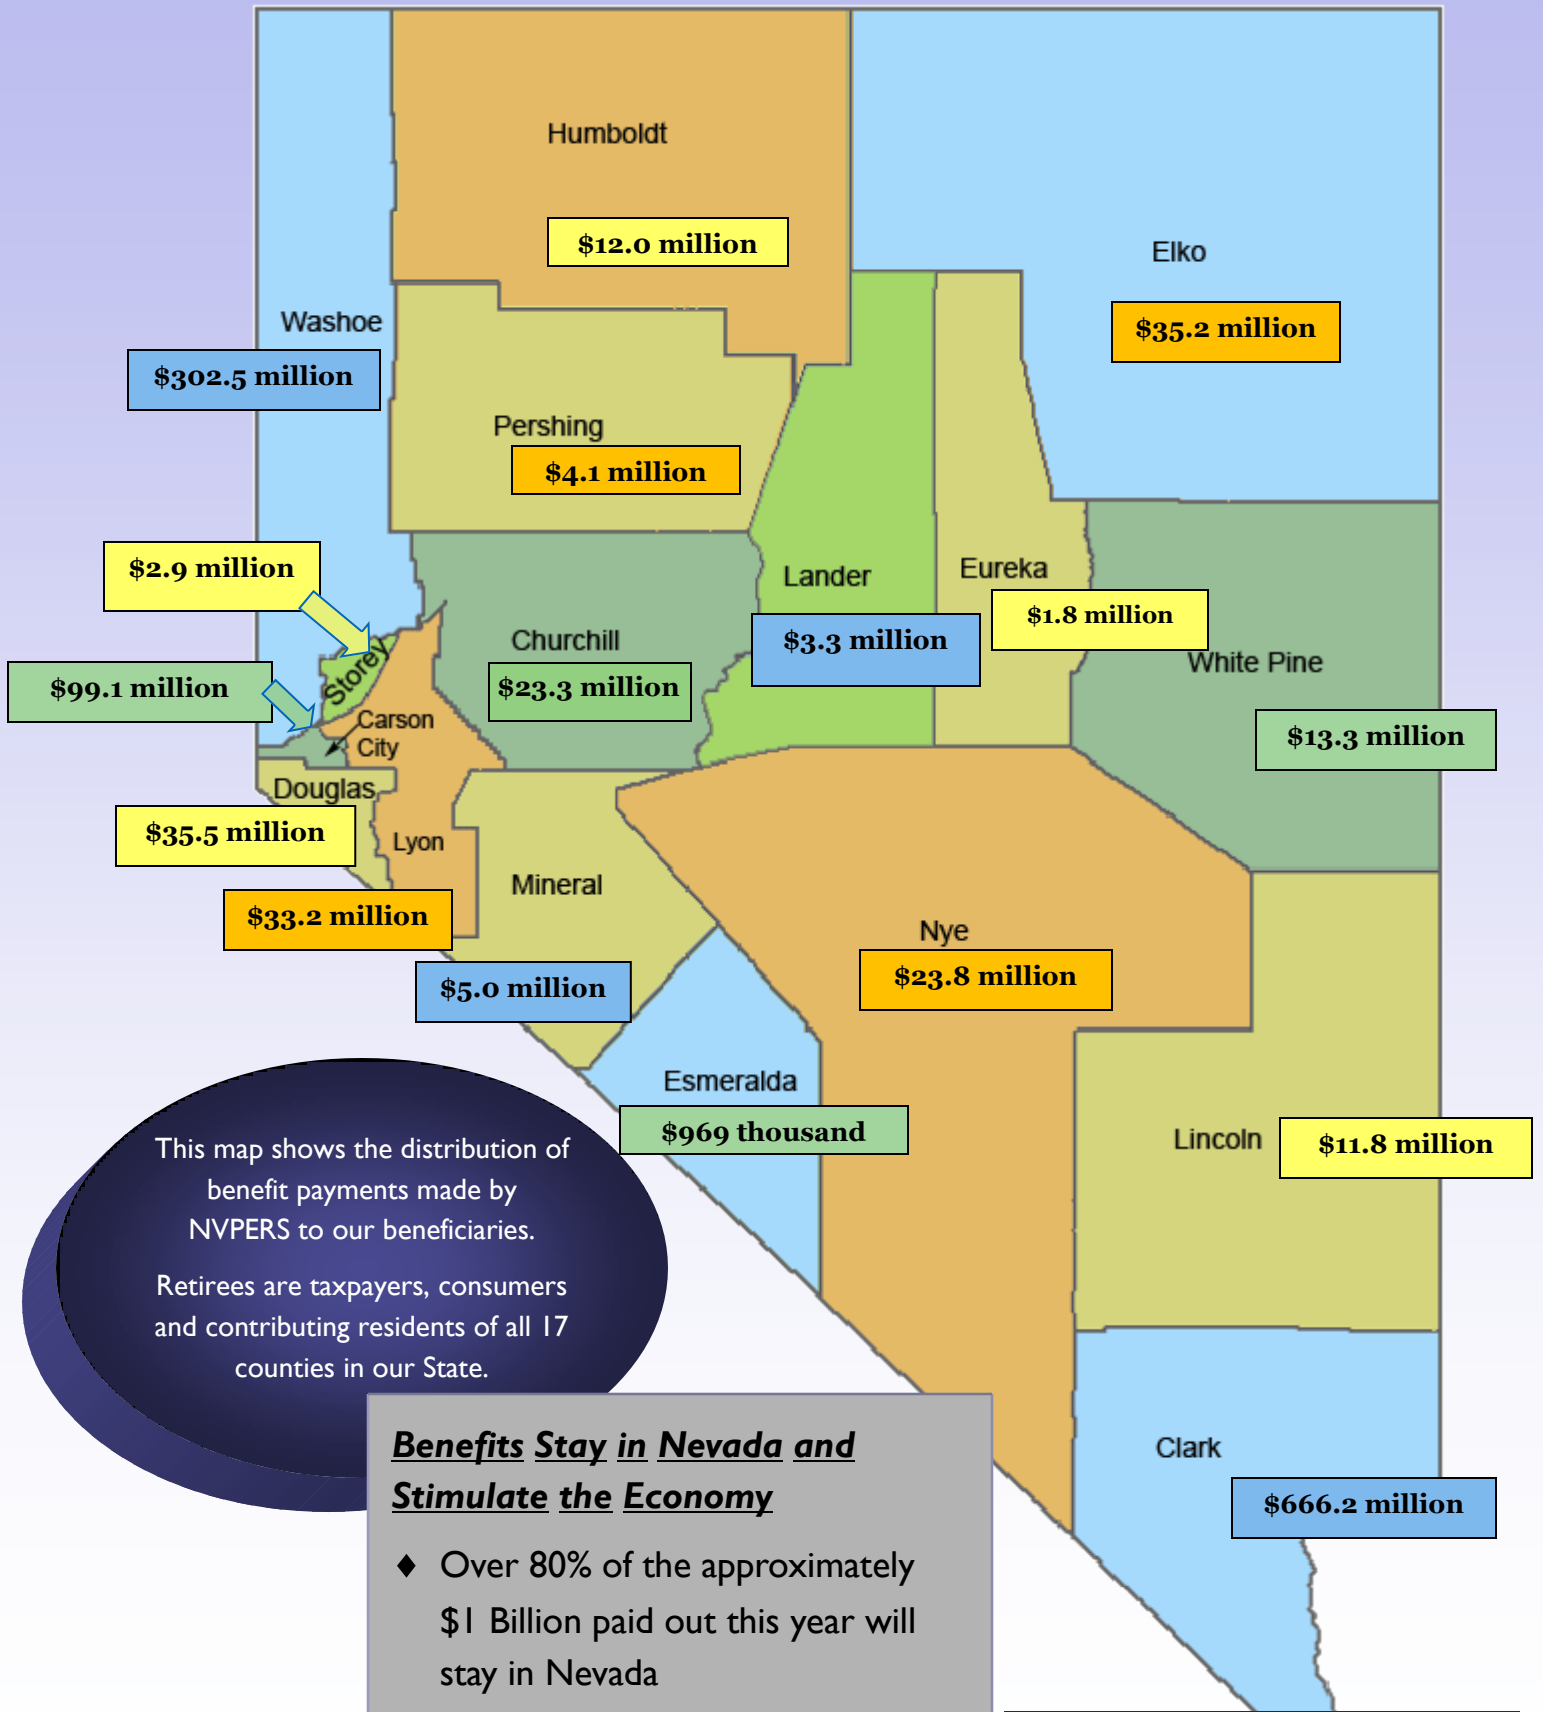 Humboldt
$12.0 million
Elko
$35.2 million
Washoe
$302.5 million
Pershing
$4.1 million
$2.9 million
Storey
Lander
$3.3 million
Eureka
$1.8 million
Churchill
$23.3 million
White Pine
$13.3 million
$99.1 million
Carson
City
Douglas
$35.5 million
Lyon
$33.2 million
Mineral
$5.0 million
Nye
$23.8 million
Esmeralda
$969 thousand
Lincoln
$11.8 million
This map shows the distribution of
benefit payments made by
NVPERS to our beneficiaries.
Retirees are taxpayers, consumers
and contributing residents of all 17
counties in our State.
Clark
$666.2 million
Benefits Stay in Nevada and
Stimulate the Economy
♦ Over 80% of the approximately
$1 Billion paid out this year will
stay in Nevada